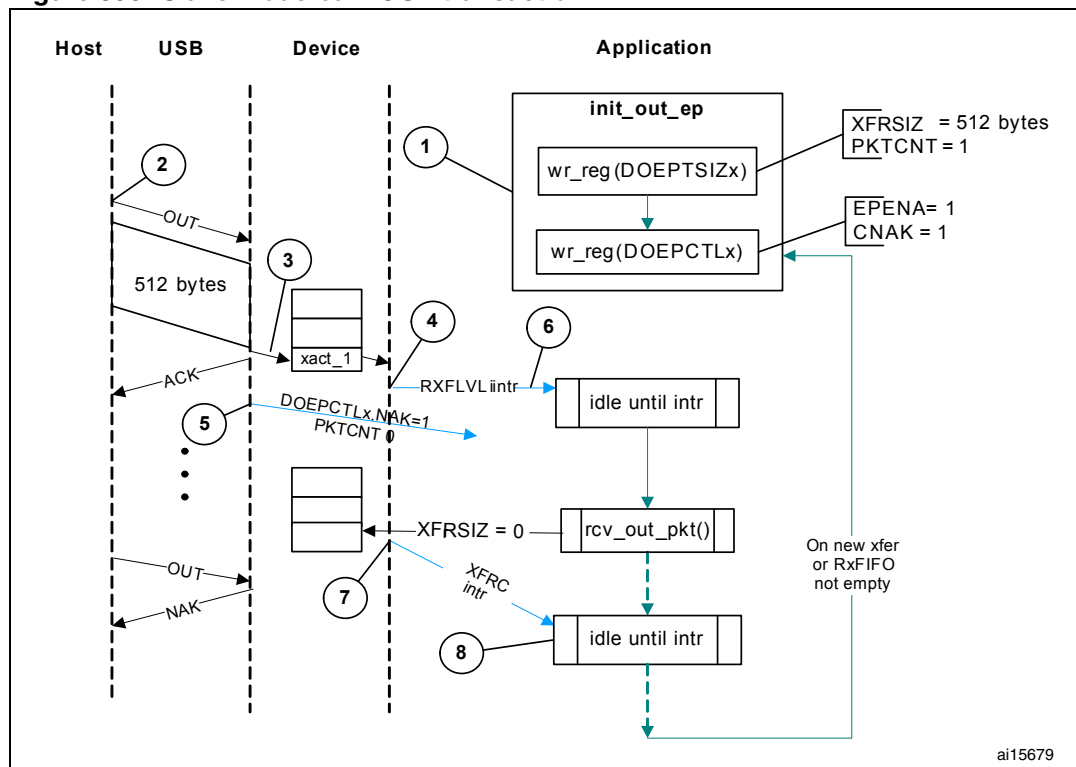 Host USB Device Application
init_out_ep
XFRSIZ = 512 bytes
PKTCNT = 1
1
wr_reg(DOEPTSIZx)
2
OUT
EPENA= 1
CNAK = 1
wr_reg(DOEPCTLx)
3
512 bytes
4
6
xact_1
ACK
RXFLVL iintr
idle until intr
DOEPCTLx.NAK=1
PKTCNT 0
5
XFRSIZ = 0
rcv_out_pkt()
On new xfer
or RxFIFO
not empty
OUT
7
XFRC
intr
NAK
8
idle until intr
ai15679